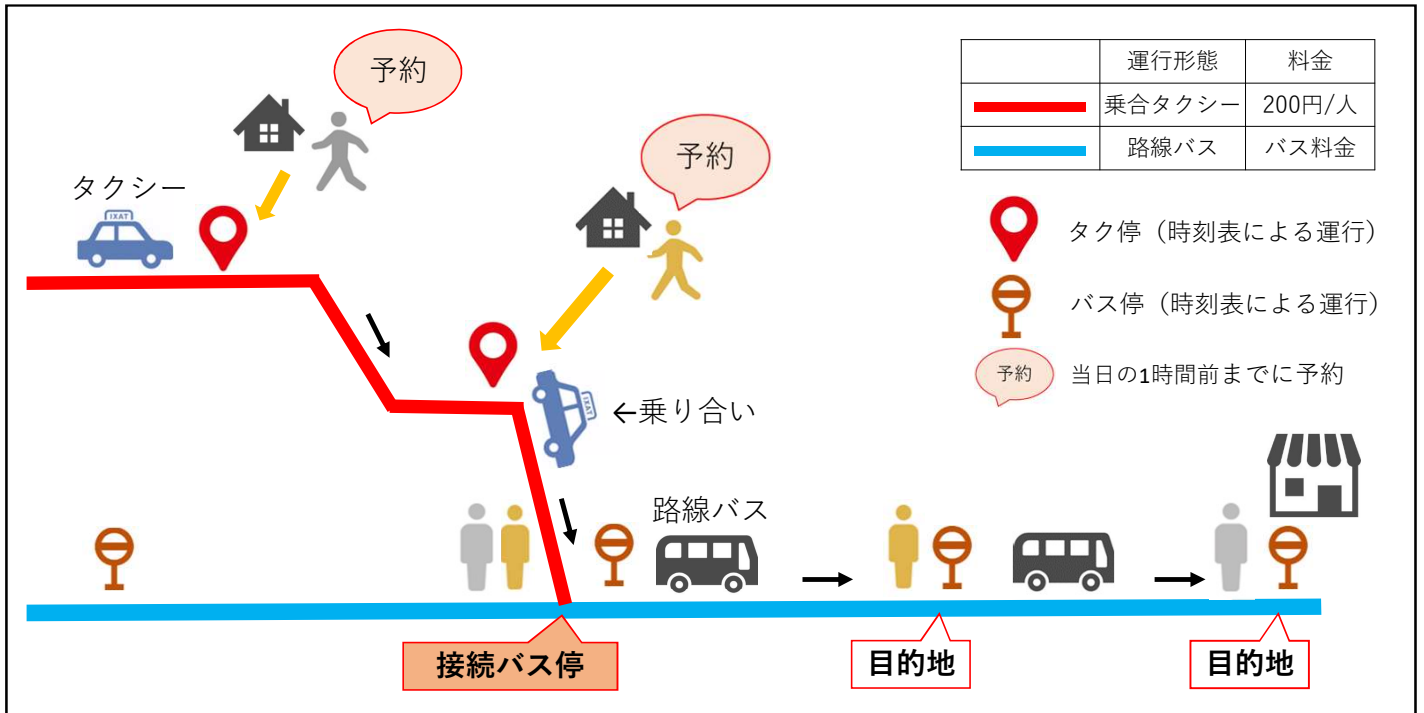 予約
タクシー
予約
←乗り合い
路線バス
接続バス停
目的地
目的地
運行形態 料金
乗合タクシー 200円/人
路線バス バス料金
タク停（時刻表による運行）
バス停（時刻表による運行）
予約 当日の1時間前までに予約
IXAT
IXAT